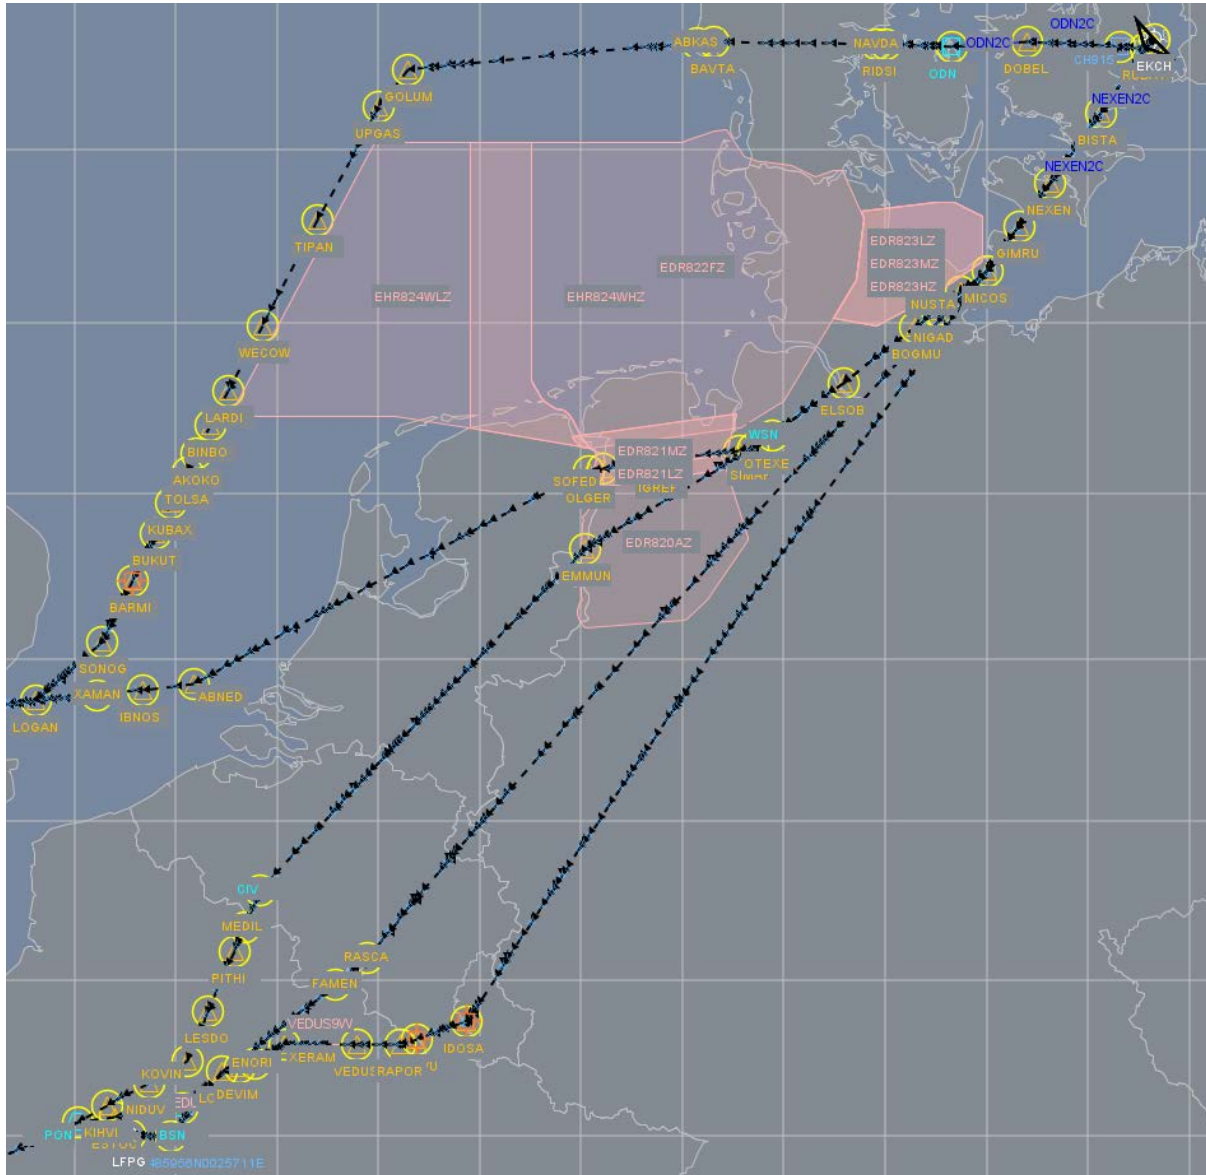 ODN2C
ABKAS
NAVDA
ODN2C
CH915
EKCH
BAVTA
RIDSI
ODN
DOBEL
GOLUM
NEXEN2C
UPGAS
BISTA
NEXEN2C
NEXEN
TIPAN
EDR823LZ
GIMRU
EDR822FZ
EDR823MZ
EDR823HZ
EHR824WLZ
EHR824WHZ
MICOS
NUSTA
NIGAD
WECOW
BOGMU
LARDI
ELSOB
WSN
BINBO
EDR821MZ
OTEXE
AKOKO
EDR821LZ
SOFED
IGREF
OLGER
TOLSA
KUBAX
EDR820AZ
BUKUT
EMMUN
BARMI
SONOG
XAMAN
ABNED
IBNOS
LOGAN
CIV
MEDIL
RASCA
PITHI
FAMEN
VEDUS9W
LESDO
ENORI
XERAM
IDOSA
KOVIN
VEDUS
RAPOR
DEVIM
NIDUV
KIHVI
BSN
LFPG